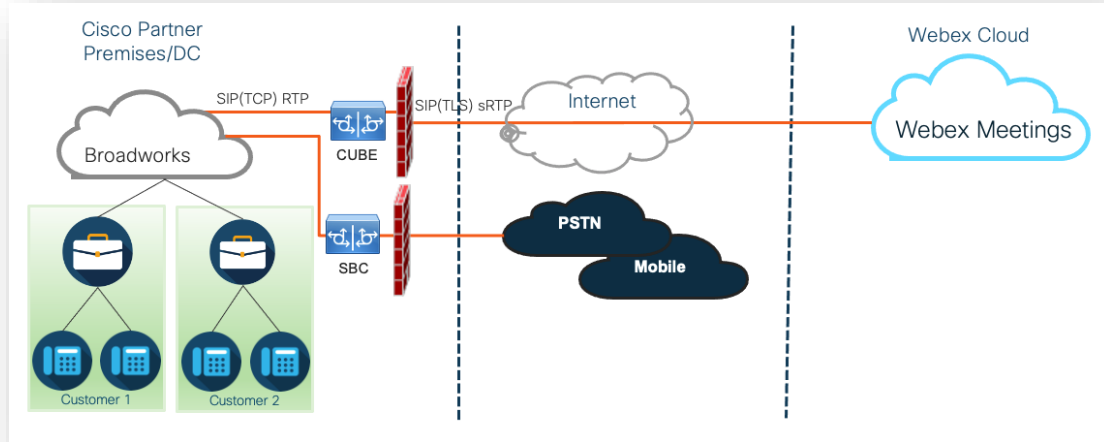 Cisco Partner
Premises/DC
Webex Cloud
SIP(TCP) RTP
SIP(TLS) sRTP
Internet
Webex Meetings
Broadworks
CUBE
PSTN
SBC
Mobile
Customer 1
Customer 2